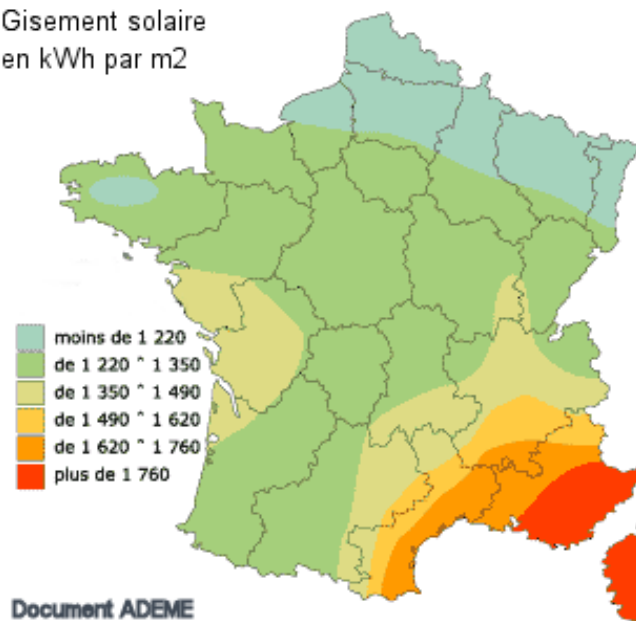 Gisement solaire
en kWh par m2
moins de 1 220
de 1 220 ˆ 1 350
de 1 350 ˆ 1 490
de 1 490 ˆ 1 620
de 1 620 ˆ 1 760
plus de 1 760
Document ADEME